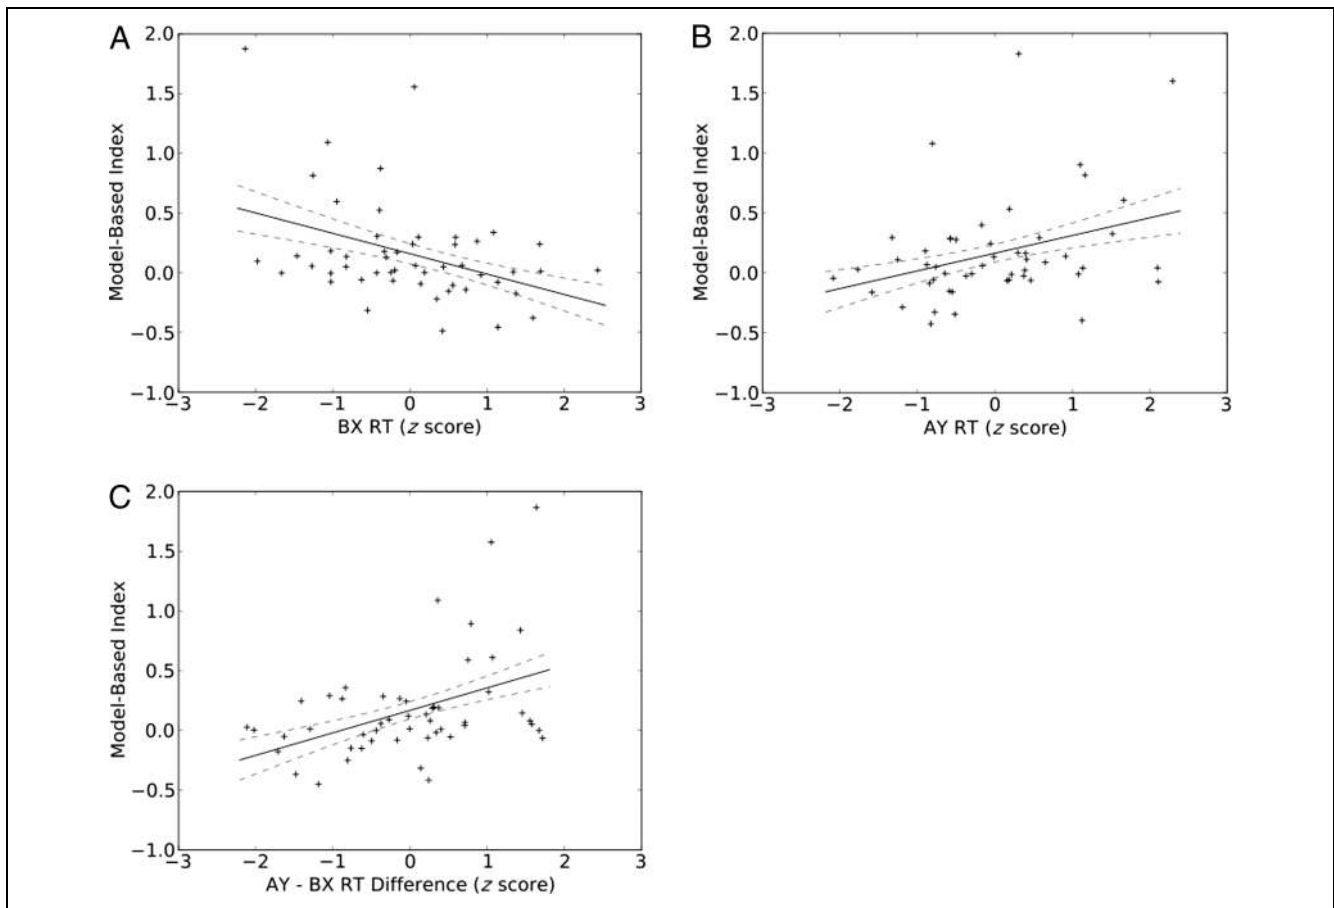 A
2.0
1.5
1.0
0.5
0.0
−0.5
−1.0
−3 −2 −1 0 1 2 3
Model-Based Index
BX RT (z score)
B
2.0
1.5
1.0
0.5
0.0
−0.5
−1.0
−3 −2 −1 0 1 2 3
Model-Based Index
AY RT (z score)
C
2.0
1.5
1.0
0.5
0.0
−0.5
−1.0
−3 −2 −1 0 1 2 3
Model-Based Index
AY - BX RT Difference (z score)